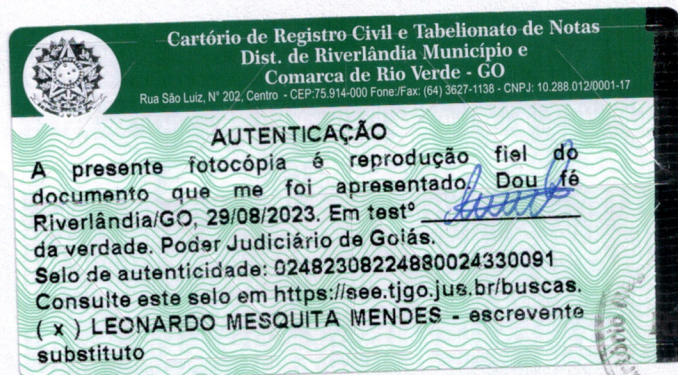 Cartório de Registro Civil e Tabelionato de Notas
Dist. de Riverlândia Município e
Comarca de Rio Verde - GO
Rua São Luiz, N° 202, Centro - CEP:75.914-000 Fone:/Fax: (64) 3627-1138 - CNPJ: 10.288.012/0001-17
AUTENTICAÇÃO
A presente fotocópia é reprodução fiel do
documento que me foi apresentado. Dou fé
Riverlândia/GO, 29/08/2023. Em testº
da verdade. Poder Judiciário de Goiás.
Selo de autenticidade: 02482308224880024330091
Consulte este selo em https://see.tjgo.jus.br/buscas.
( x ) LEONARDO MESQUITA MENDES - escrevente
substituto